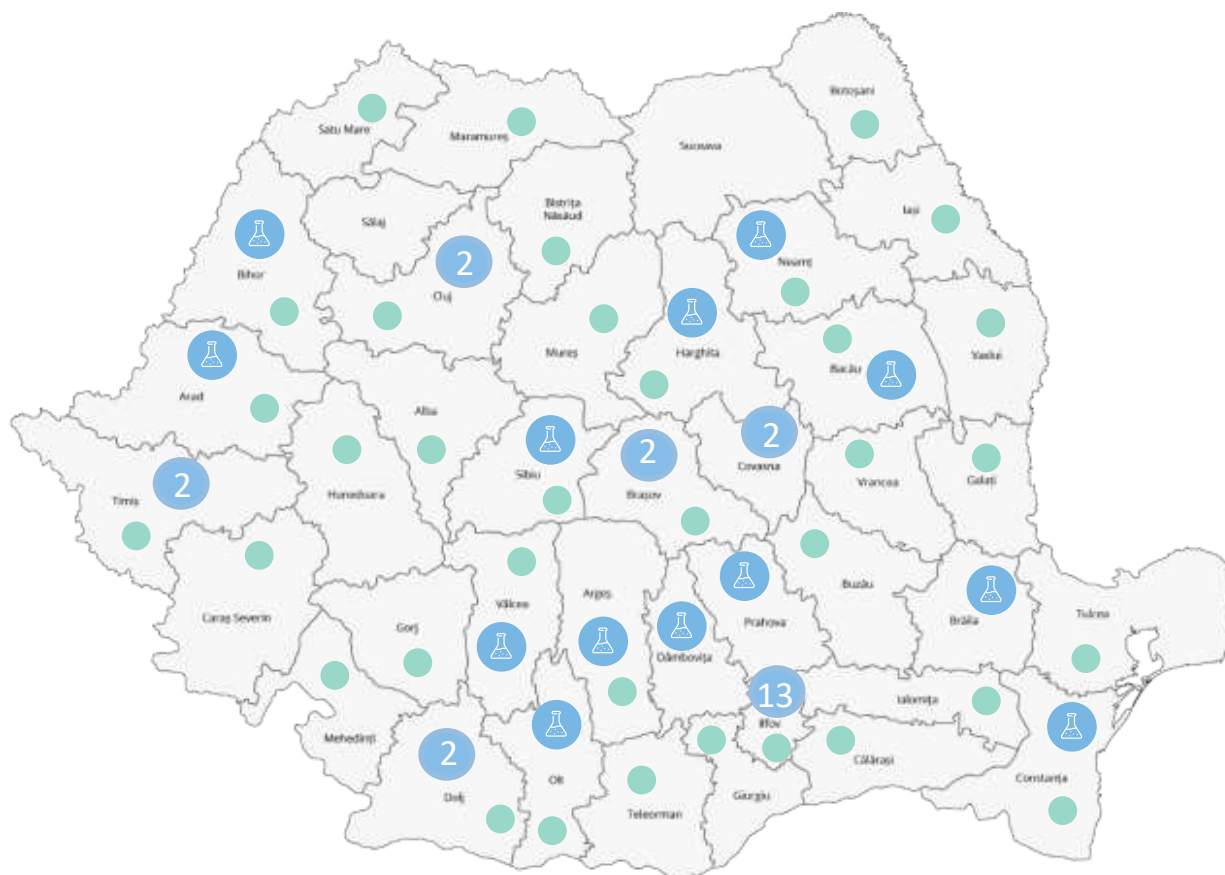 Botoșani
Satu Mare
Maramureș
Suceava
Bistrița
Năsăud
Iași
Sălaj
Neamț
Bihor
2
Cluj
Mureș
Harghita
Vaslui
Bacău
Arad
Alba
2
Covasna
2
Brașov
Sibiu
Vrancea
Galați
2
Timiș
Hunedoara
Vâlcea
Argeș
Buzău
Caraș Severin
Gorj
Prahova
Brăila
Tulcea
Dâmbovița
13
Ilfov
Ialomița
Mehedinți
2
Dolj
Olt
Călărași
Constanța
Teleorman
Giurgiu